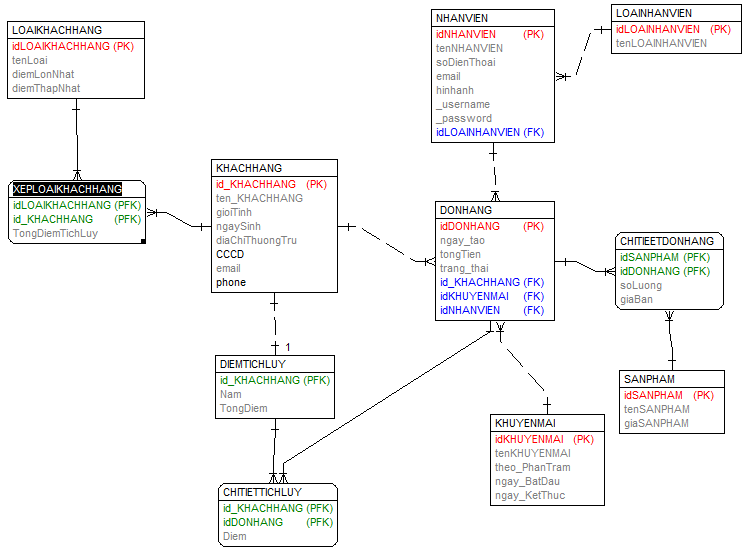 LOAIKHACHHANG
idLOAIKHACHHANG (PK)
tenLoai
diemLonNhat
diemThapNhat
NHANVIEN
idNHANVIEN (PK)
tenNHANVIEN
soDienThoai
email
hinhanh
_username
_password
idLOAINHANVIEN (FK)
LOAINHANVIEN
idLOAINHANVIEN (PK)
tenLOAINHANVIEN
XEPLOAIKHACHHANG
idLOAIKHACHHANG (PFK)
id_KHACHHANG (PFK)
TongDiemTichLuy
KHACHHANG
id_KHACHHANG (PK)
ten_KHACHHANG
gioiTinh
ngaySinh
diaChiThuongTru
CCCD
email
phone
DONHANG
idDONHANG (PK)
ngay_tao
tongTien
trang_thai
id_KHACHHANG (FK)
idKHUYENMAI (FK)
idNHANVIEN (FK)
CHITIEETDONHANG
idSANPHAM (PFK)
idDONHANG (PFK)
soLuong
giaBan
1
DIEMTICHLUY
id_KHACHHANG (PFK)
Nam
TongDiem
SANPHAM
idSANPHAM (PK)
tenSANPHAM
giaSANPHAM
KHUYENMAI
idKHUYENMAI (PK)
tenKHUYENMAI
theo_PhanTram
ngay_BatDau
ngay_KetThuc
CHITIETTICHLUY
id_KHACHHANG (PFK)
idDONHANG (PFK)
Diem